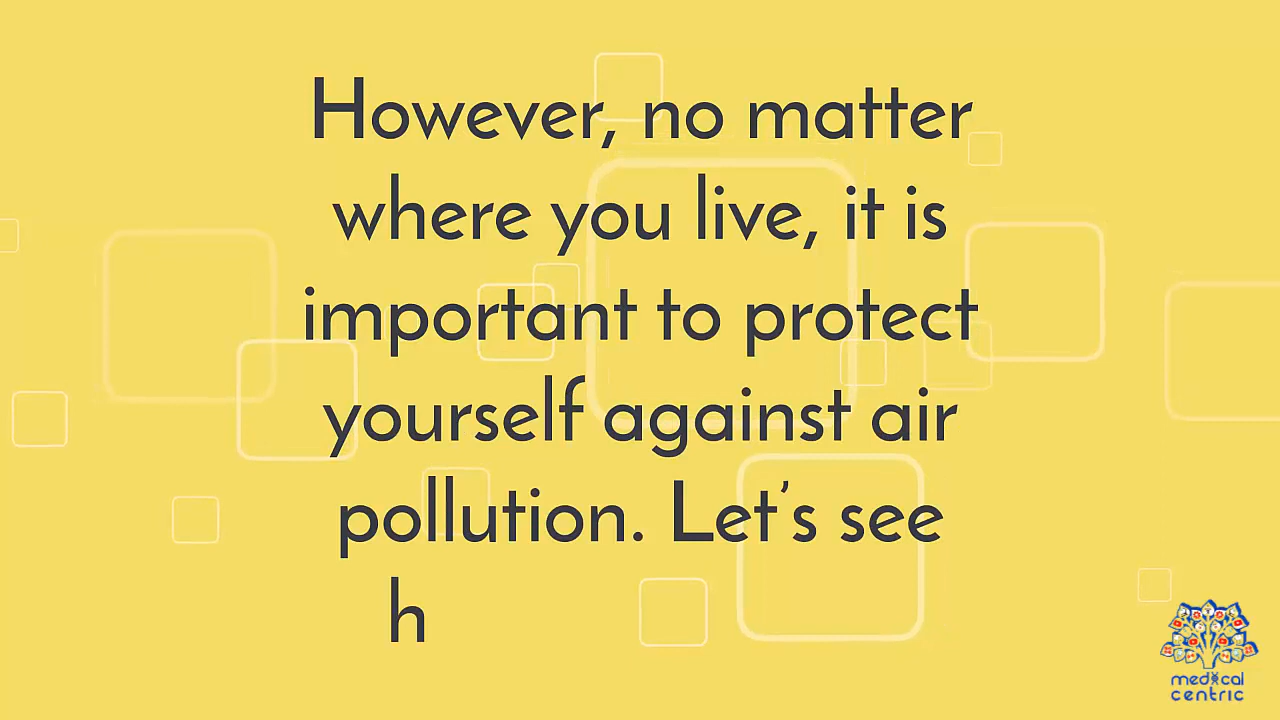 However, no matter
where you live, it is
important to protect
yourself against air
pollution. Let’s see
h
medical
centric